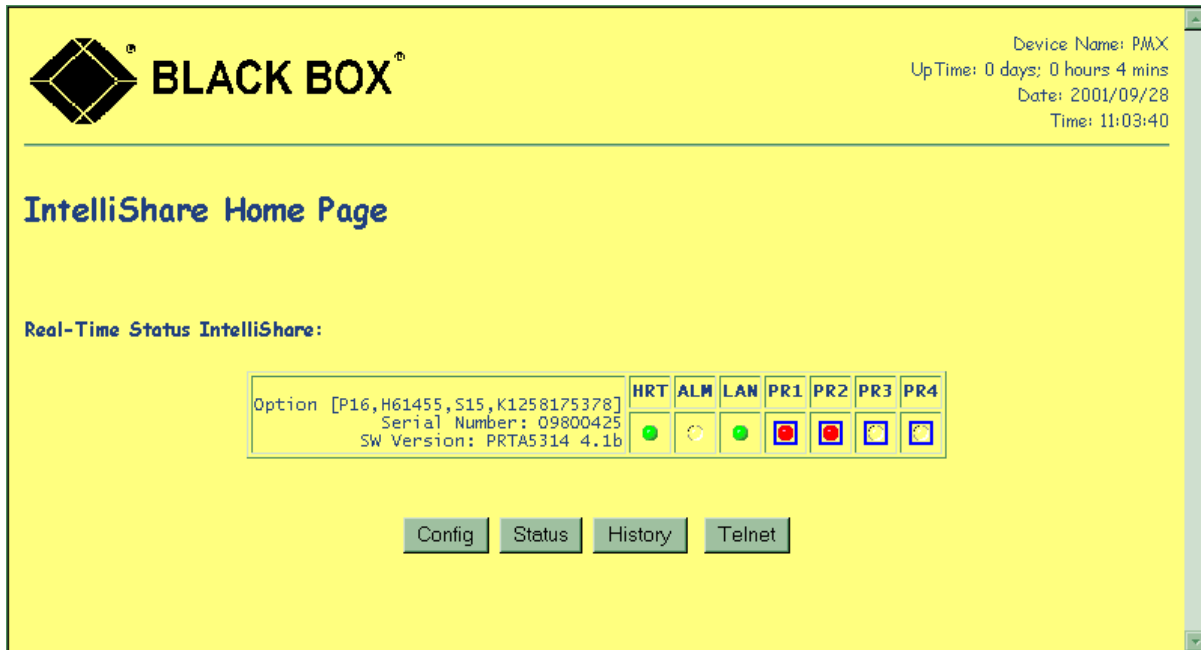 BLACK BOX®
Device Name: PMX
UpTime: 0 days; 0 hours 4 mins
Date: 2001/09/28
Time: 11:03:40
IntelliShare Home Page
Real-Time Status IntelliShare:
Option [P16,H61455,S15,K1258175378]
Serial Number: 09800425
SW Version: PRTA5314 4.1b
HRT ALM LAN PR1 PR2 PR3 PR4
Config Status History Telnet